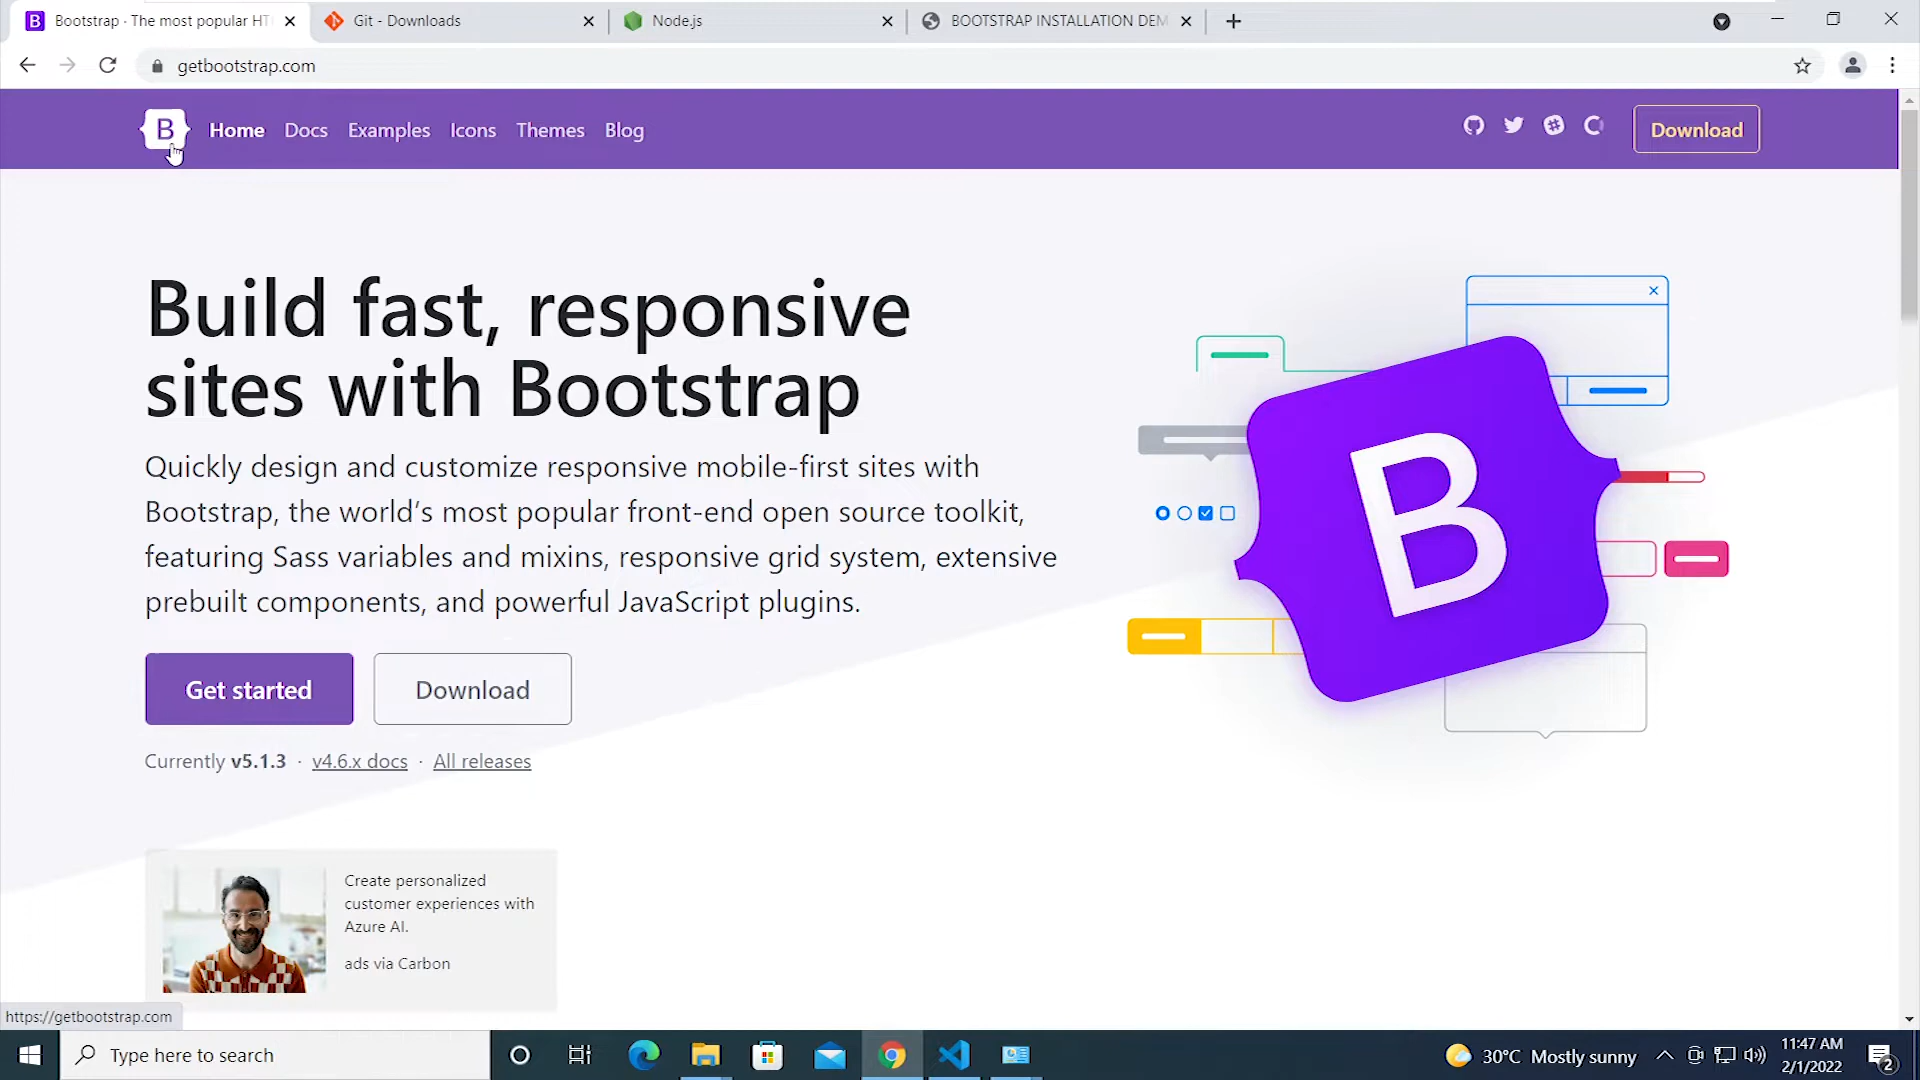 Bootstrap · The most popular HT
Git - Downloads
Node.js
BOOTSTRAP INSTALLATION DEM
getbootstrap.com
B
Home
Docs
Examples
Icons
Themes
Blog
Download
Build fast, responsive
sites with Bootstrap
Quickly design and customize responsive mobile-first sites with
Bootstrap, the world’s most popular front-end open source toolkit,
featuring Sass variables and mixins, responsive grid system, extensive
prebuilt components, and powerful JavaScript plugins.
B
Get started
Download
Currently v5.1.3 · v4.6.x docs · All releases
Create personalized
customer experiences with
Azure AI.
ads via Carbon
https://getbootstrap.com
Type here to search
30°C Mostly sunny
11:47 AM
2/1/2022
2